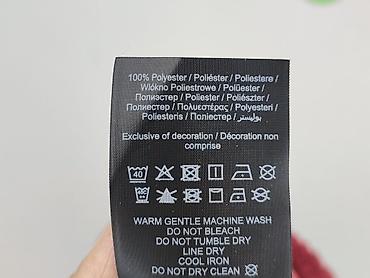 100% Polyester / Poliéster / Poliestere /
Włókno Poliestrowe / Poliüester /
Полиэстер / Poliester / Poliészter /
Полиестер / Πολυεστέρας / Polyesteri /
Poliesteris / Поліестер / بوليستر
Exclusive of decoration / Décoration non
comprise
40
WARM GENTLE MACHINE WASH
DO NOT BLEACH
DO NOT TUMBLE DRY
LINE DRY
COOL IRON
DO NOT DRY CLEAN